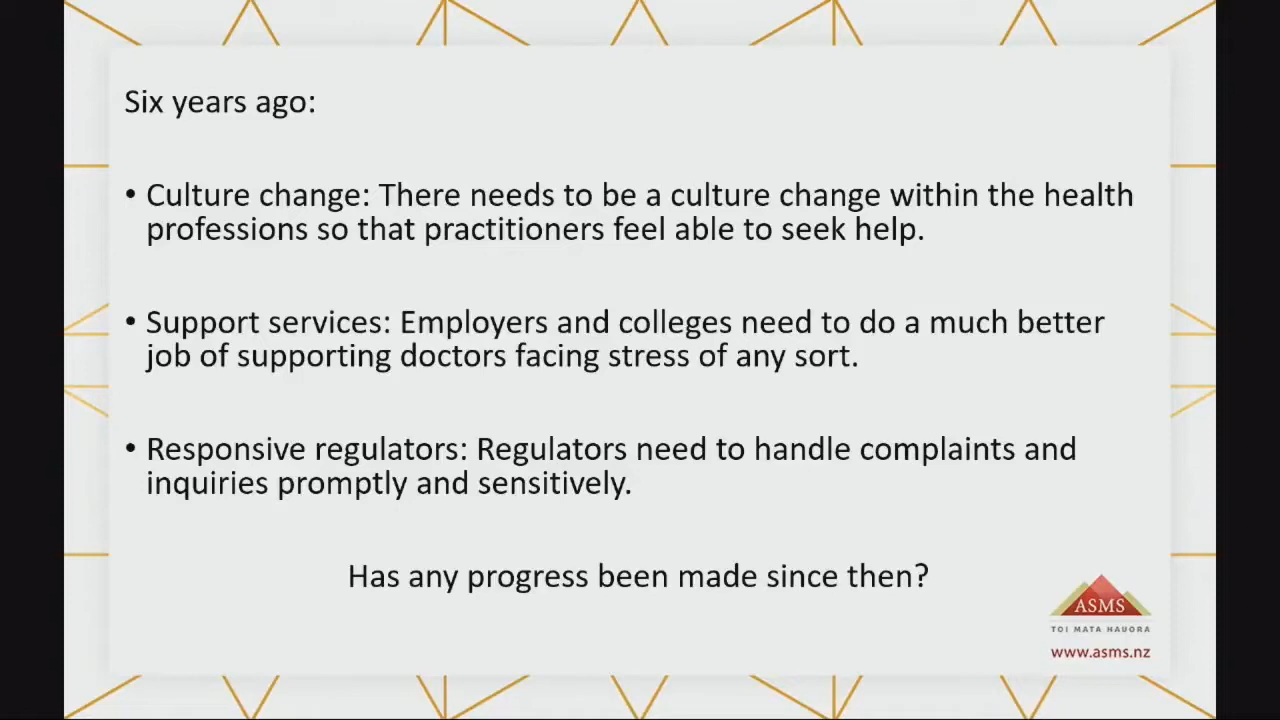 Six years ago:
• Culture change: There needs to be a culture change within the health
professions so that practitioners feel able to seek help.
• Support services: Employers and colleges need to do a much better
job of supporting doctors facing stress of any sort.
• Responsive regulators: Regulators need to handle complaints and
inquiries promptly and sensitively.
Has any progress been made since then?
ASMS
TOI MATA HAUORA
www.asms.nz